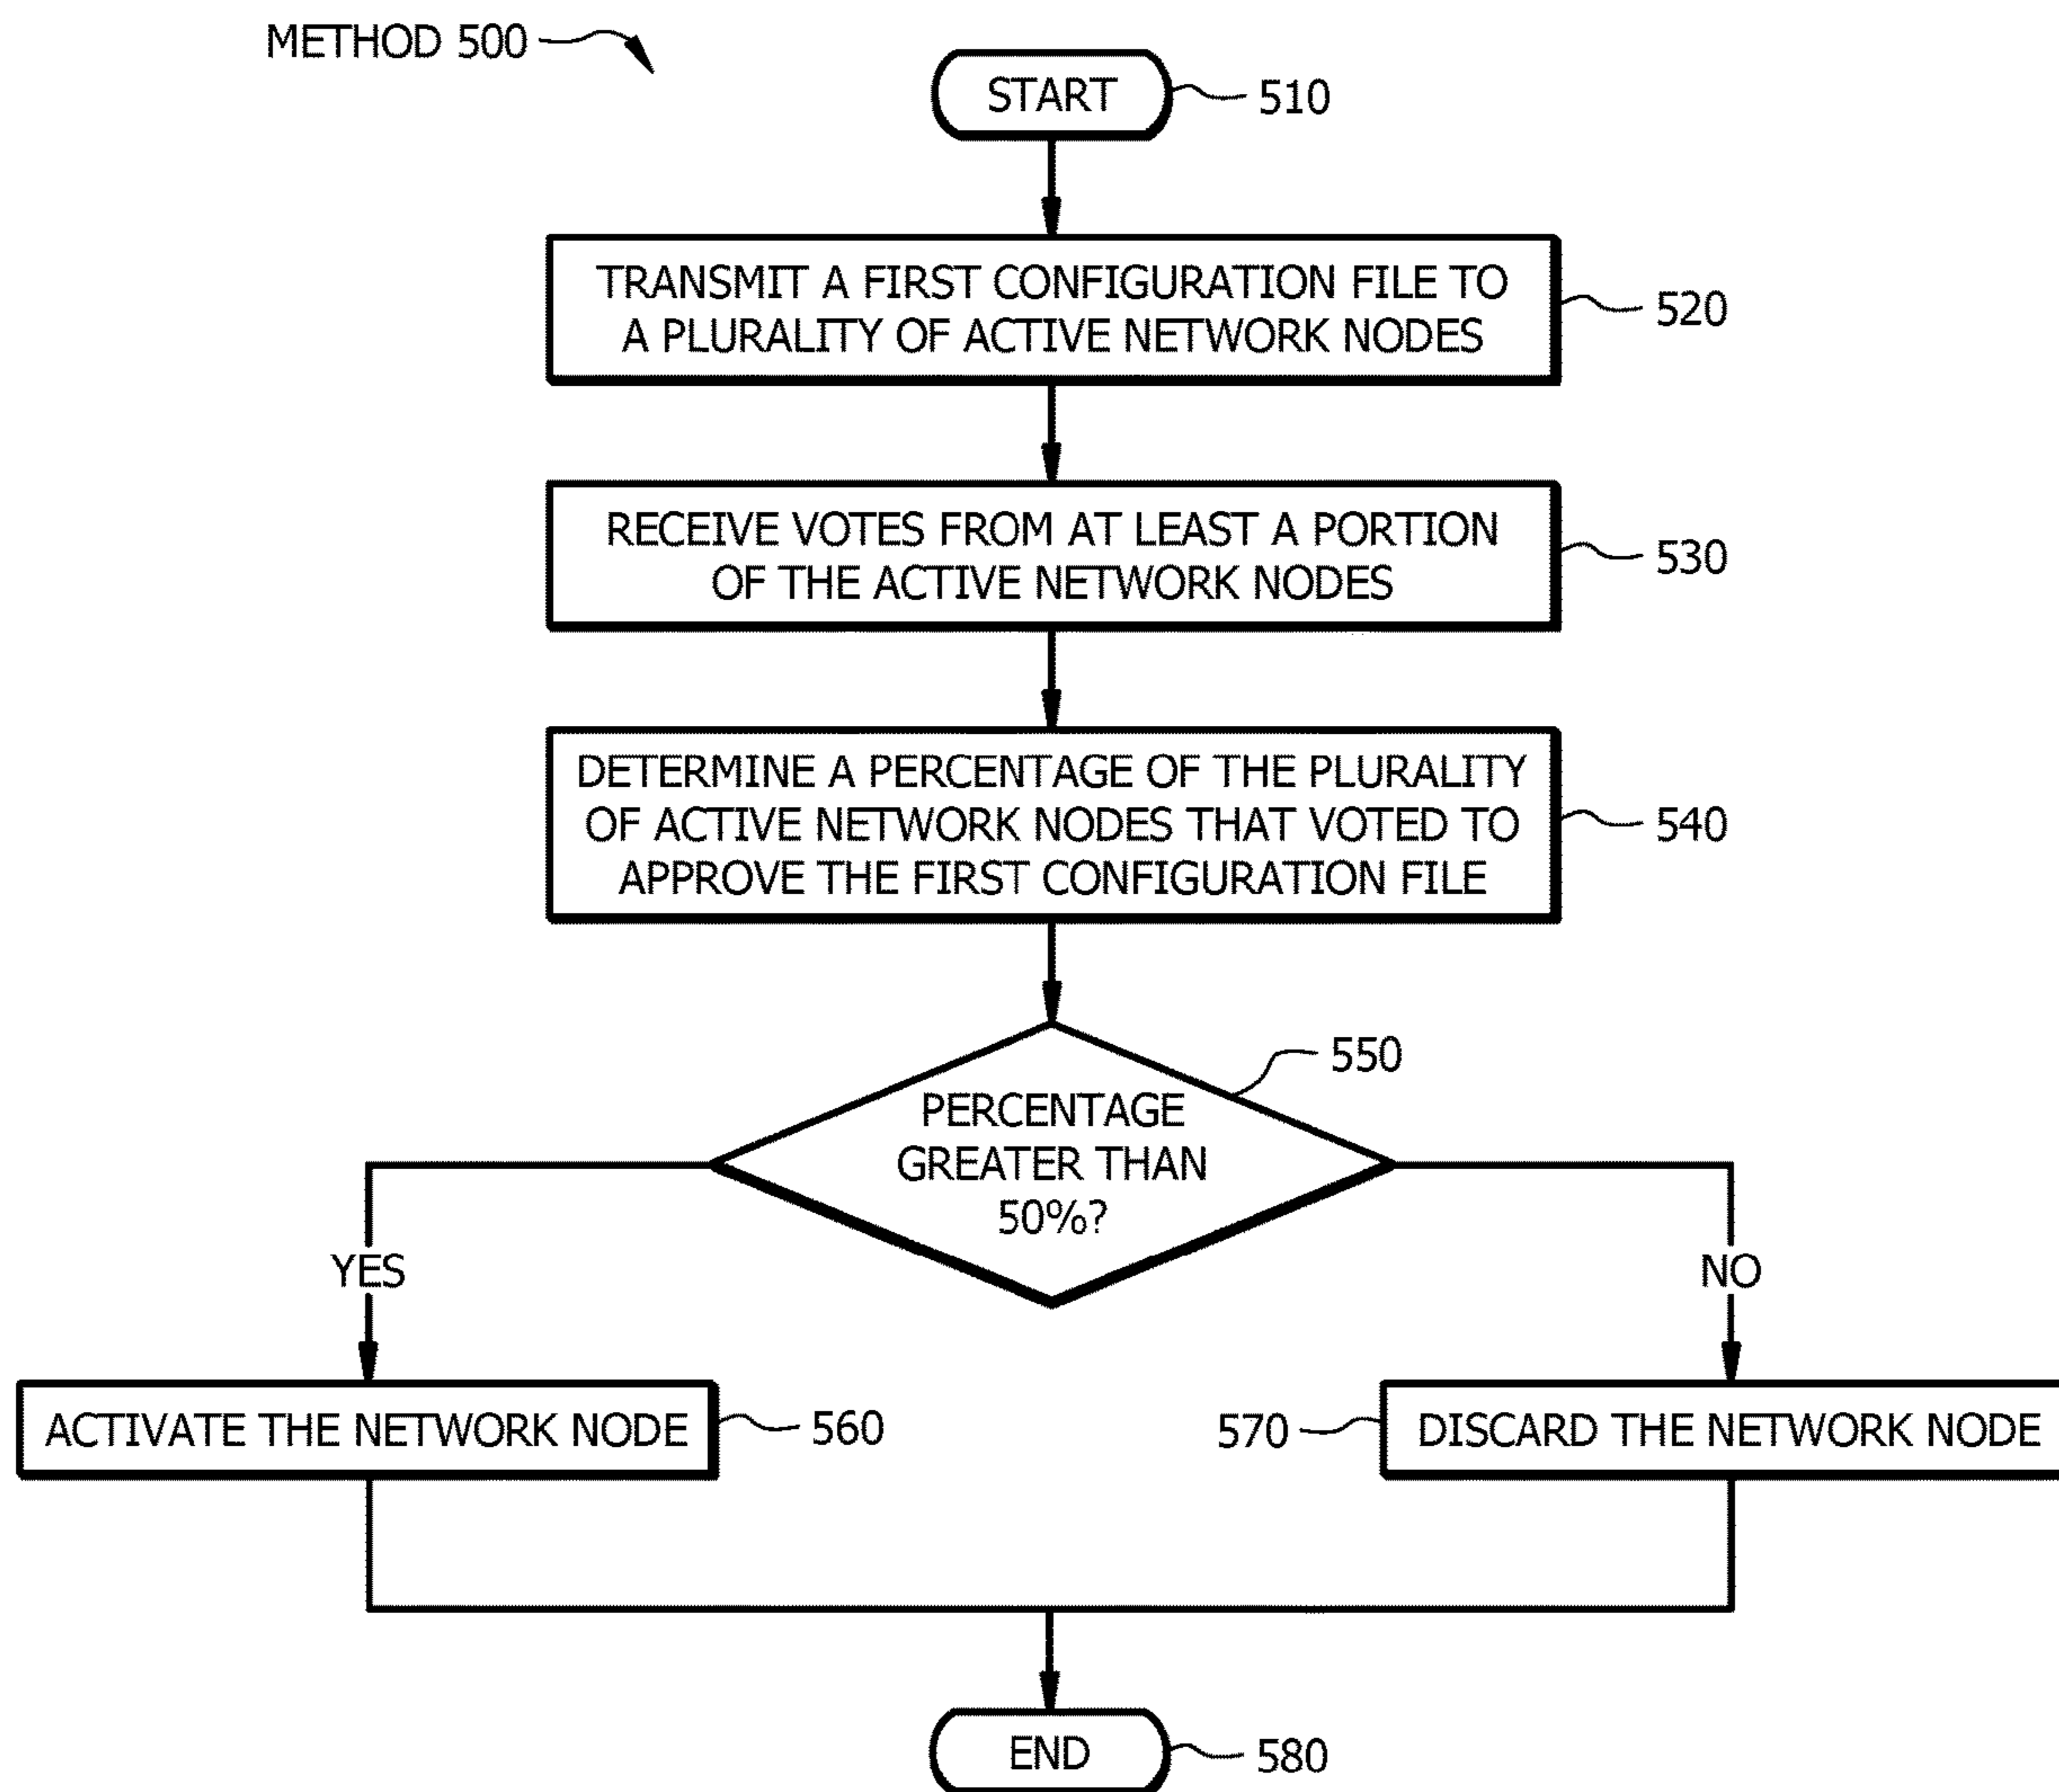 METHOD 500
START
510
TRANSMIT A FIRST CONFIGURATION FILE TO
A PLURALITY OF ACTIVE NETWORK NODES
520
RECEIVE VOTES FROM AT LEAST A PORTION
OF THE ACTIVE NETWORK NODES
530
DETERMINE A PERCENTAGE OF THE PLURALITY
OF ACTIVE NETWORK NODES THAT VOTED TO
APPROVE THE FIRST CONFIGURATION FILE
540
550
PERCENTAGE
GREATER THAN
50%?
YES
NO
ACTIVATE THE NETWORK NODE
560
570
DISCARD THE NETWORK NODE
END
580